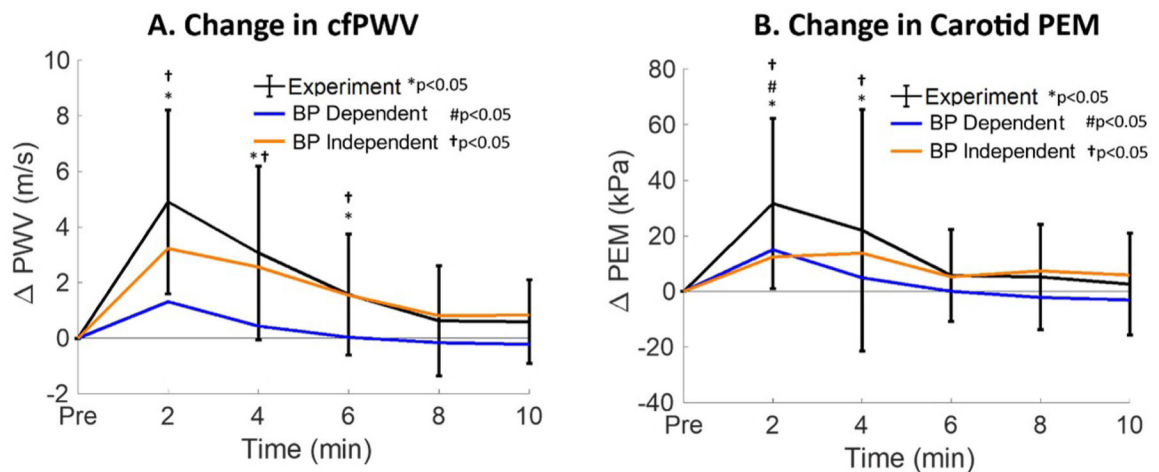 A. Change in cfPWV
10
8
6
4
2
0
-2
Δ PWV (m/s)
†
*
*†
†
*
Experiment *p<0.05
BP Dependent #p<0.05
BP Independent †p<0.05
Pre 2 4 6 8 10
Time (min)
B. Change in Carotid PEM
80
60
40
20
0
-20
-40
Δ PEM (kPa)
†
#
*
†
*
Experiment *p<0.05
BP Dependent #p<0.05
BP Independent †p<0.05
Pre 2 4 6 8 10
Time (min)